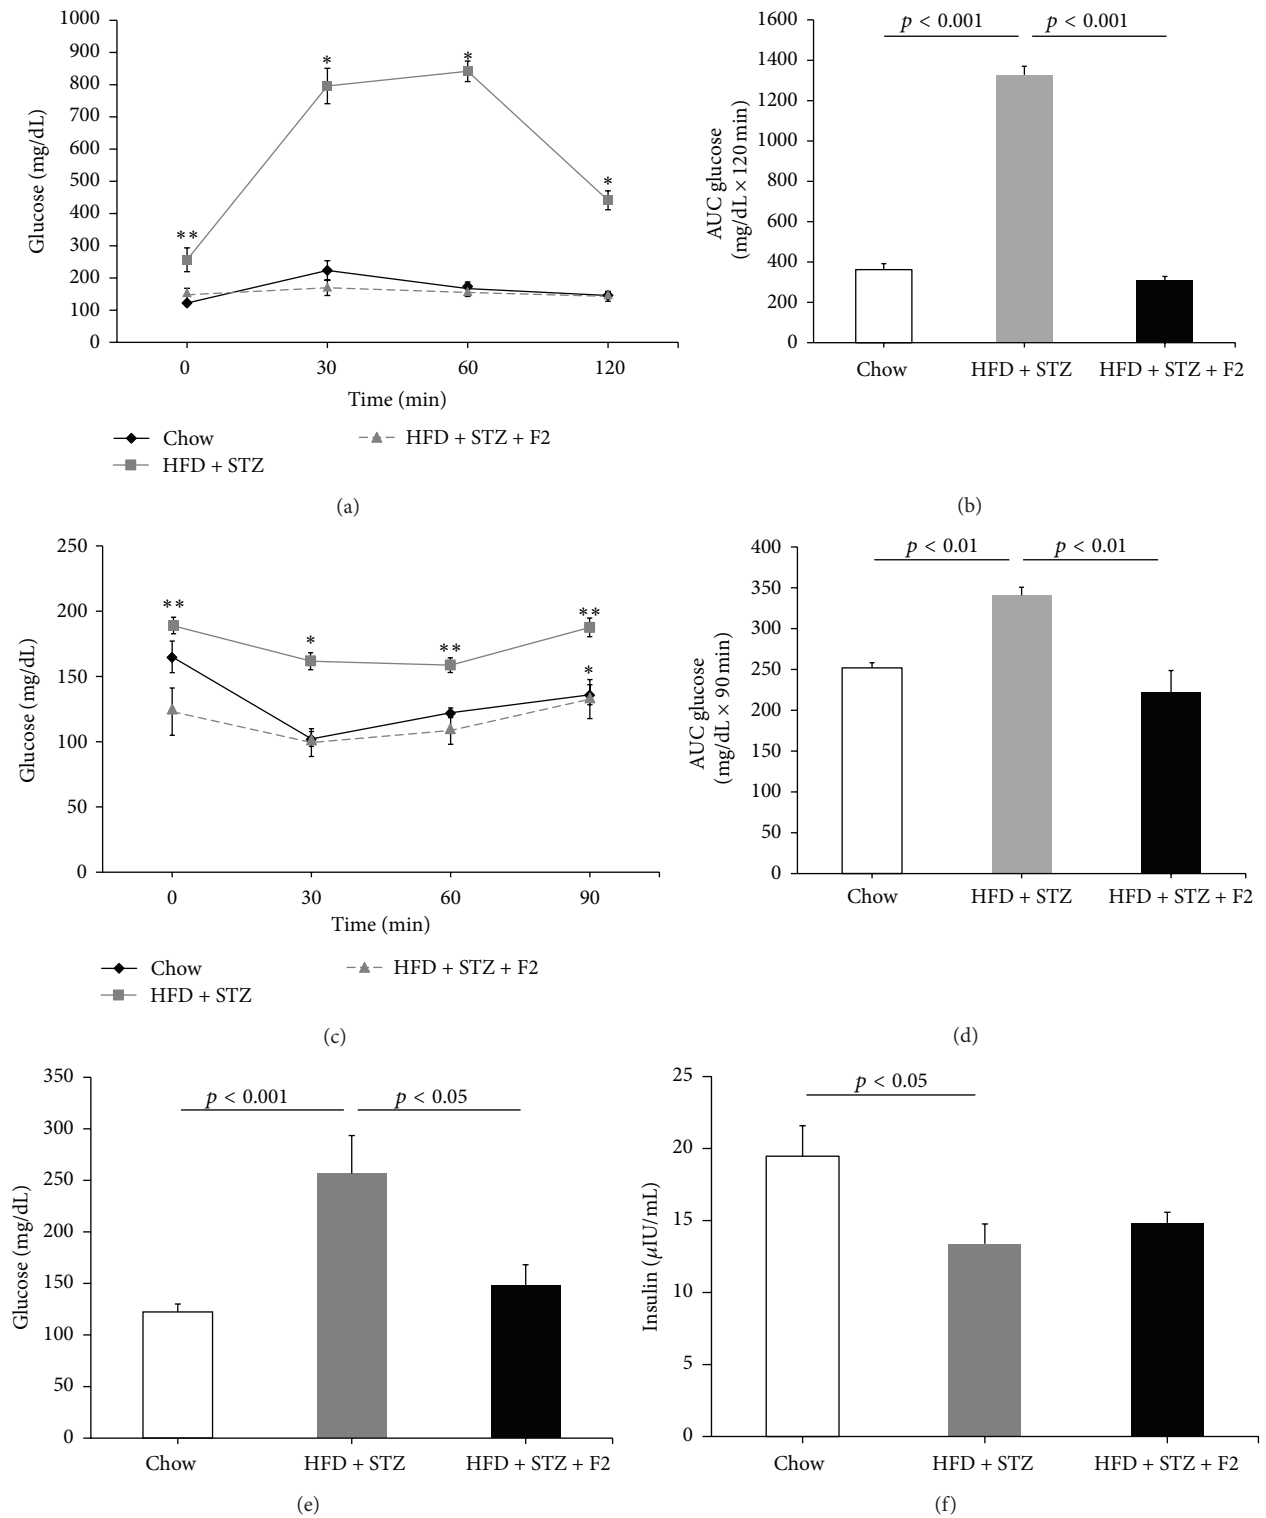 1000
900
800
700
600
500
400
300
200
100
0
Glucose (mg/dL)
**
*
*
*
0 30 60 120
Time (min)
Chow
HFD + STZ
HFD + STZ + F2
(a)
1600
1400
1200
1000
800
600
400
200
0
AUC glucose
(mg/dL × 120 min)
p < 0.001 p < 0.001
Chow HFD + STZ HFD + STZ + F2
(b)
250
200
150
100
50
0
Glucose (mg/dL)
**
*
**
**
*
0 30 60 90
Time (min)
Chow
HFD + STZ
HFD + STZ + F2
(c)
400
350
300
250
200
150
100
50
0
AUC glucose
(mg/dL × 90 min)
p < 0.01 p < 0.01
Chow HFD + STZ HFD + STZ + F2
(d)
350
300
250
200
150
100
50
0
Glucose (mg/dL)
p < 0.001 p < 0.05
Chow HFD + STZ HFD + STZ + F2
(e)
25
20
15
10
5
0
Insulin (μIU/mL)
p < 0.05
Chow HFD + STZ HFD + STZ + F2
(f)